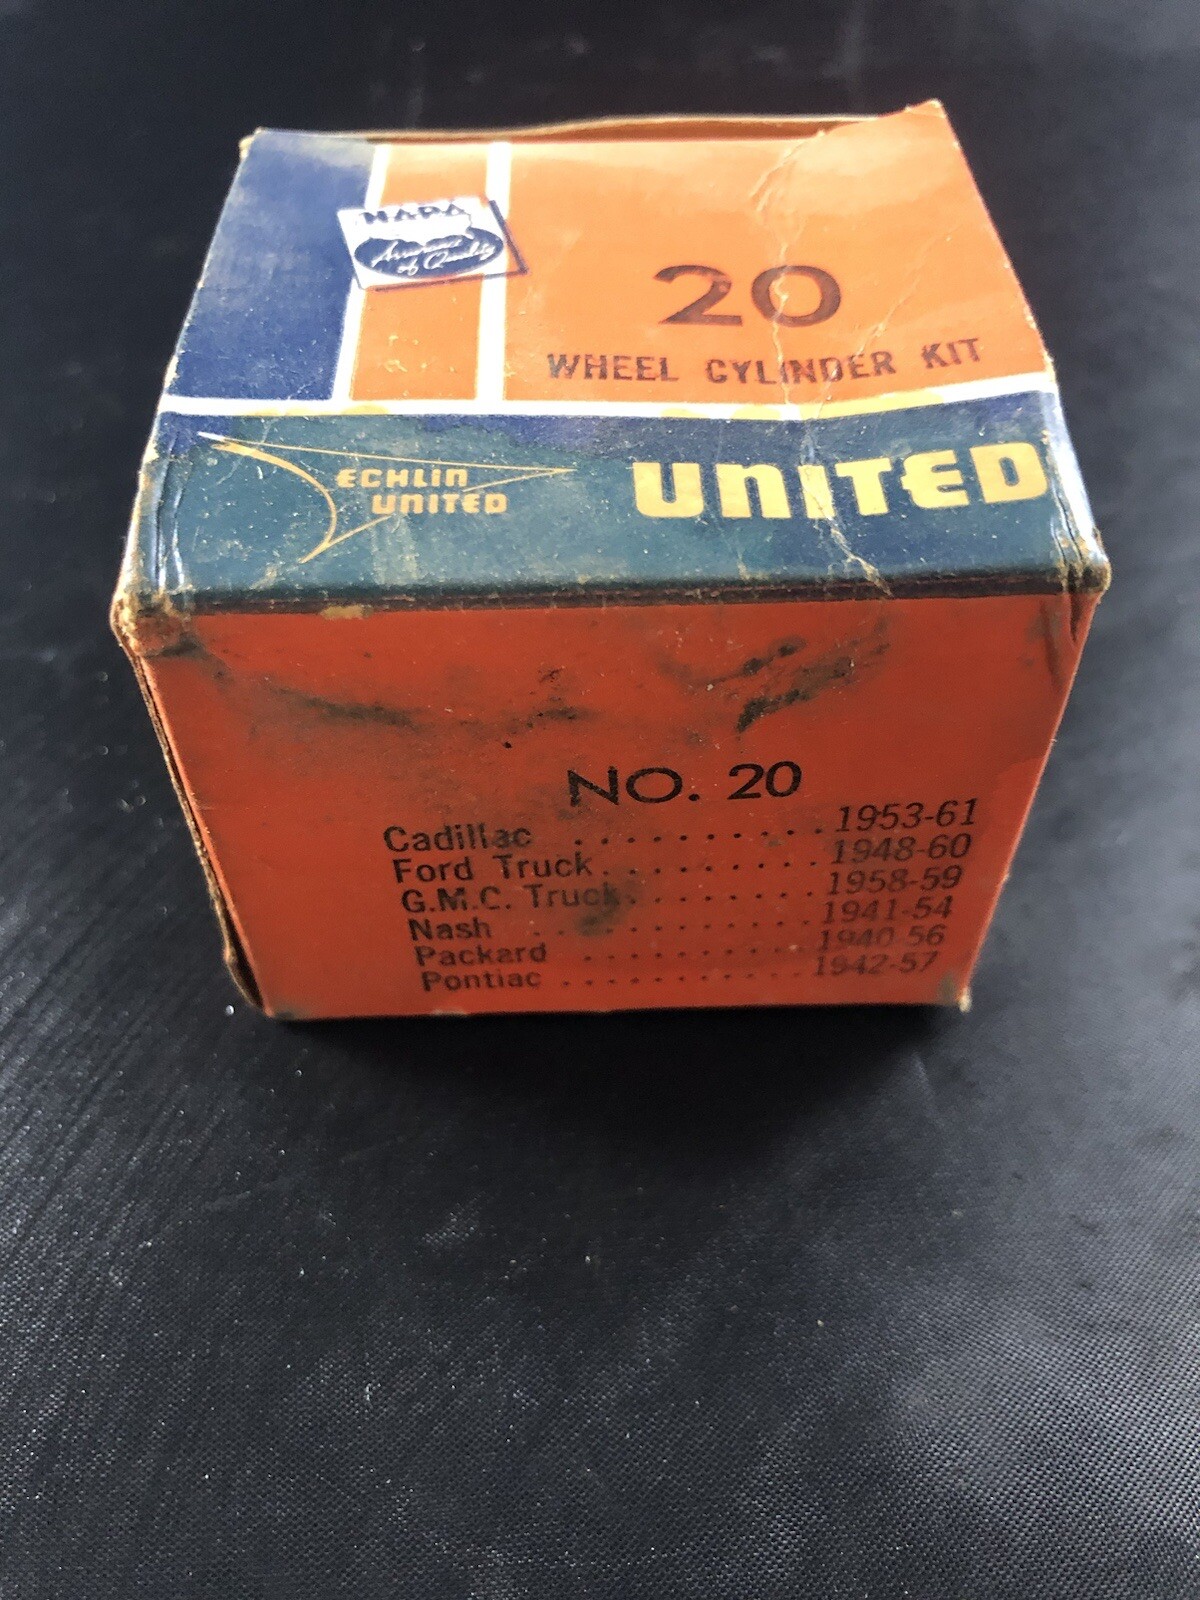 NAPA
Assurance
of Quality
20
WHEEL CYLINDER KIT
ECHLIN
UNITED
UNITED
NO. 20
Cadillac . . . . . . . . . . 1953-61
Ford Truck. . . . . . . . . 1948-60
G.M.C. Truck. . . . . . . . 1958-59
Nash . . . . . . . . . . . . 1941-54
Packard . . . . . . . . . . 1940-56
Pontiac . . . . . . . . . . . 1942-57